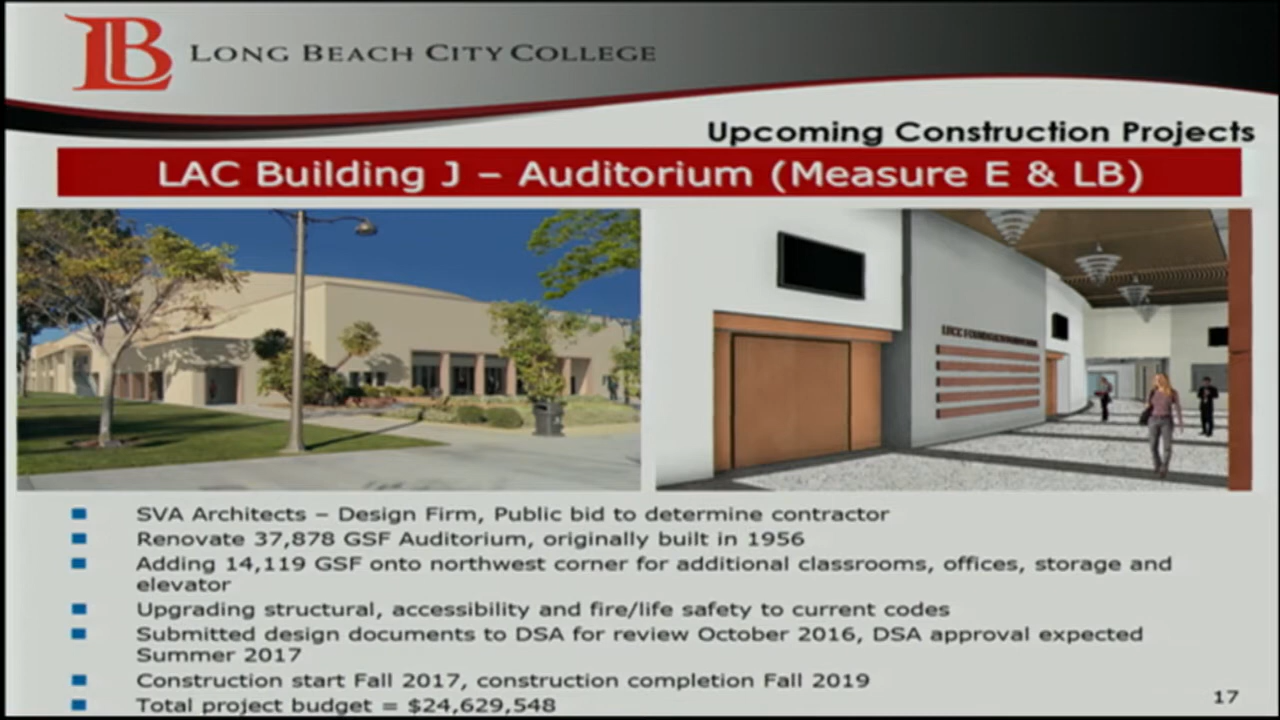 LB
LONG BEACH CITY COLLEGE
Upcoming Construction Projects
LAC Building J – Auditorium (Measure E & LB)
SVA Architects – Design Firm, Public bid to determine contractor
Renovate 37,878 GSF Auditorium, originally built in 1956
Adding 14,119 GSF onto northwest corner for additional classrooms, offices, storage and
elevator
Upgrading structural, accessibility and fire/life safety to current codes
Submitted design documents to DSA for review October 2016, DSA approval expected
Summer 2017
Construction start Fall 2017, construction completion Fall 2019
Total project budget = $24,629,548
17